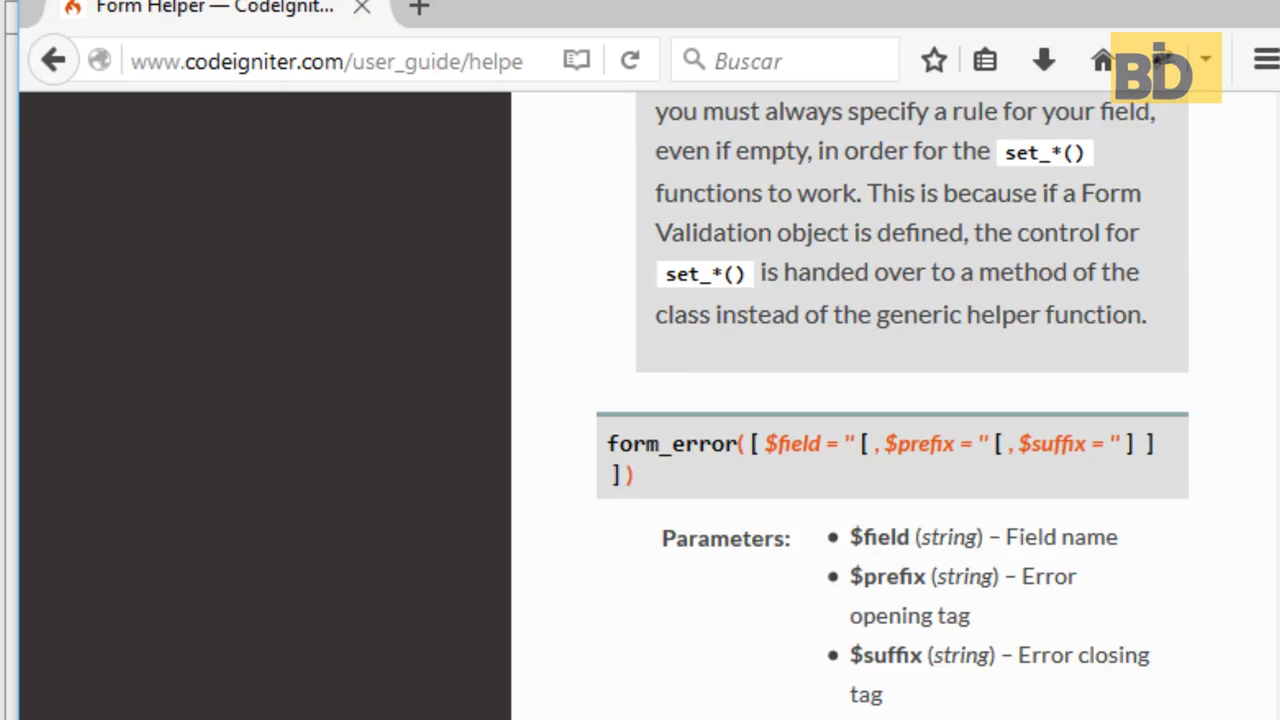 Form Helper — CodeIgnit...
www.codeigniter.com/user_guide/helpe
Buscar
BD
you must always specify a rule for your field,
even if empty, in order for the set_*()
functions to work. This is because if a Form
Validation object is defined, the control for
set_*() is handed over to a method of the
class instead of the generic helper function.
form_error([$field = ''[, $prefix = ''[, $suffix = '']]
])
Parameters:
• $field (string) – Field name
• $prefix (string) – Error
opening tag
• $suffix (string) – Error closing
tag